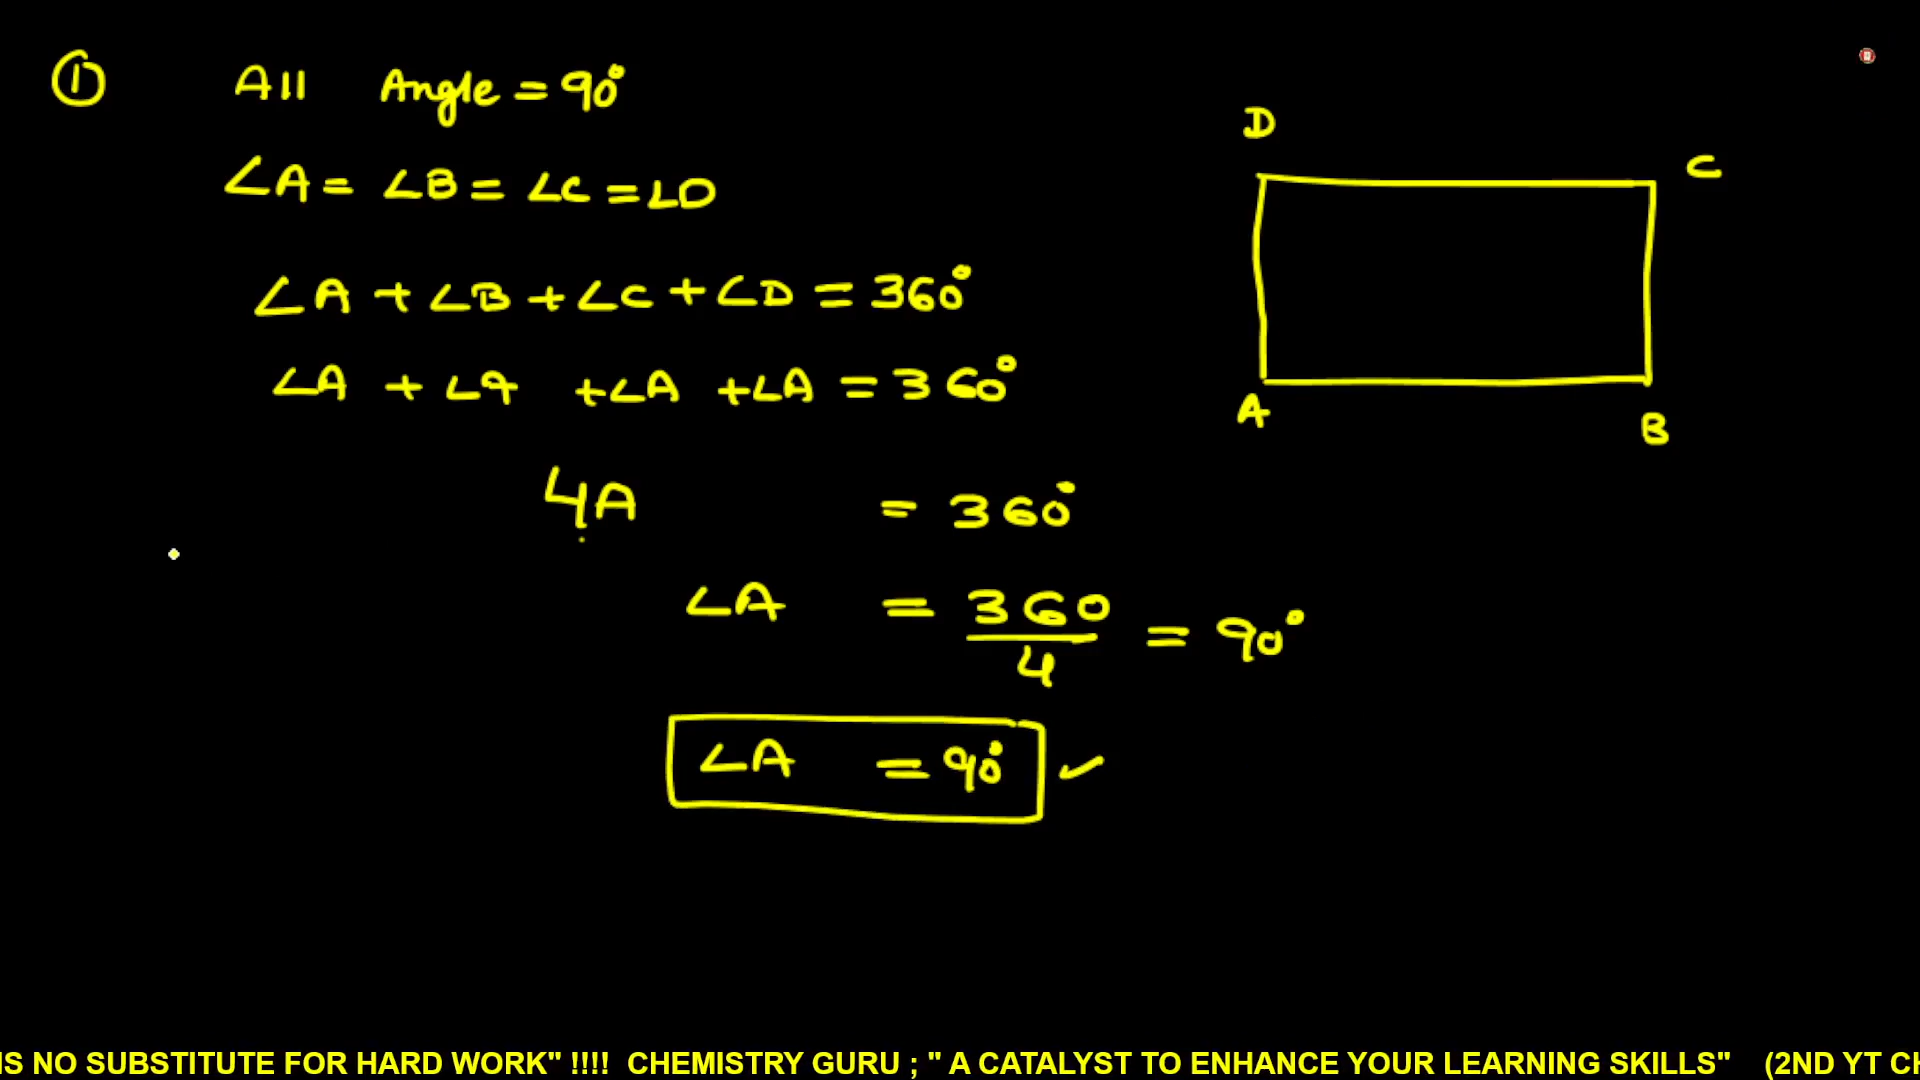 ① All Angle = 90°
∠A = ∠B = ∠C = ∠D
∠A + ∠B + ∠C + ∠D = 360°
∠A + ∠A + ∠A + ∠A = 360°
4A = 360°
∠A = 360/4 = 90°
∠A = 90° ✓
D
C
A
B
IS NO SUBSTITUTE FOR HARD WORK" !!!! CHEMISTRY GURU ; " A CATALYST TO ENHANCE YOUR LEARNING SKILLS" (2ND YT CH